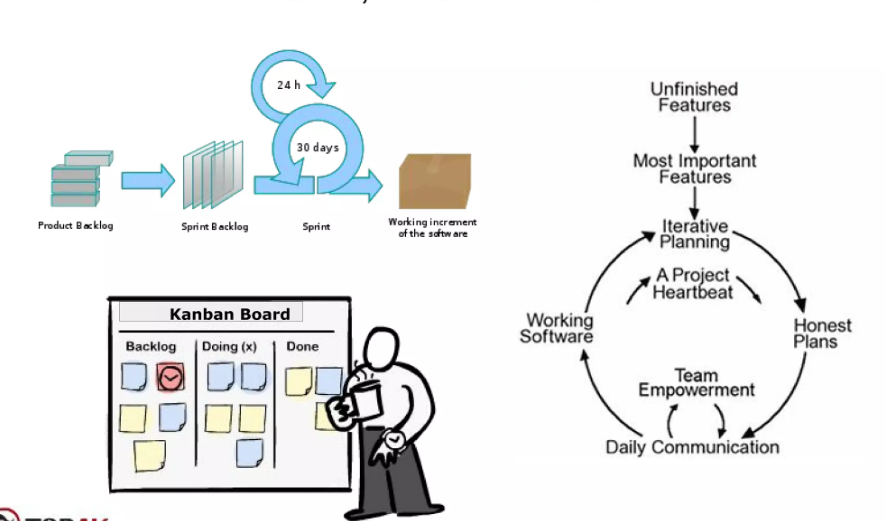 24 h
30 days
Product Backlog
Sprint Backlog
Sprint
Working increment
of the software
Unfinished
Features
Most Important
Features
Iterative
Planning
A Project
Heartbeat
Working
Software
Honest
Plans
Team
Empowerment
Daily Communication
Kanban Board
Backlog
Doing (x)
Done